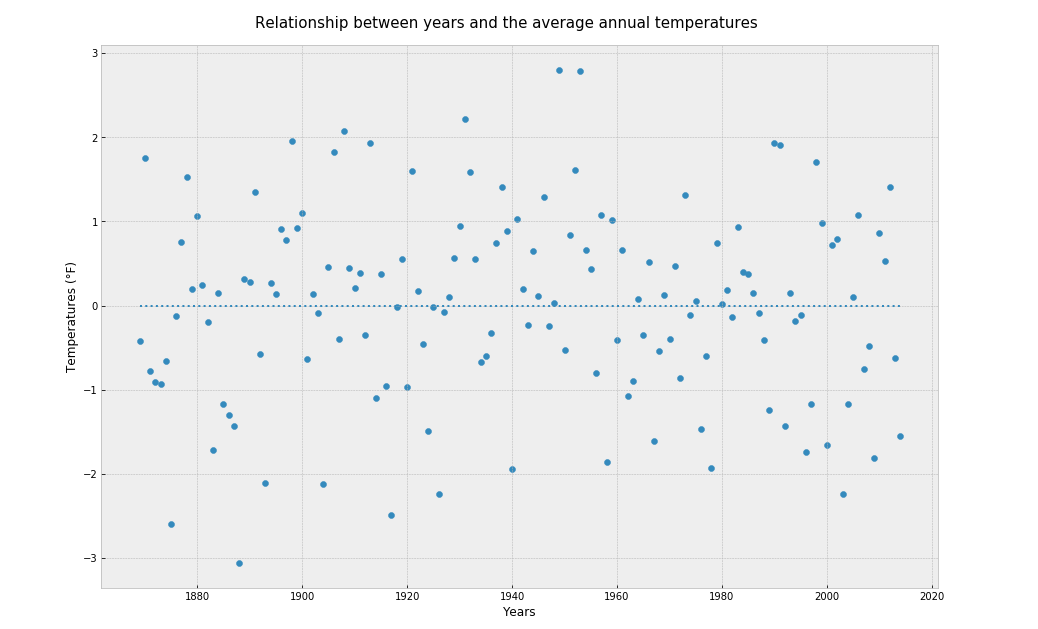 Relationship between years and the average annual temperatures
3
2
1
0
−1
−2
−3
Temperatures (°F)
1880 1900 1920 1940 1960 1980 2000 2020
Years